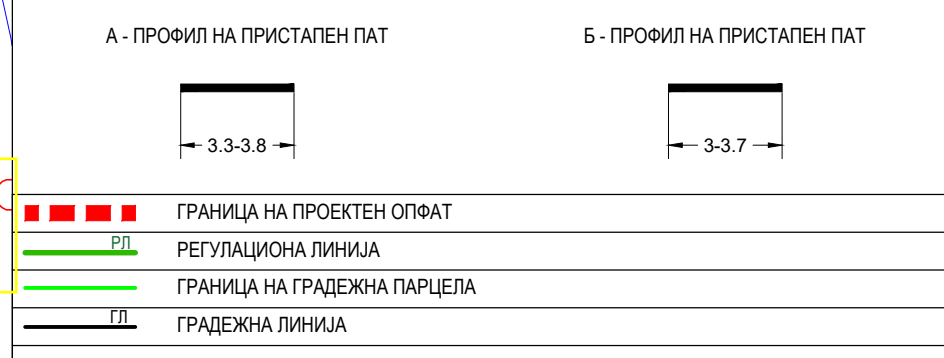 А - ПРОФИЛ НА ПРИСТАПЕН ПАТ
Б - ПРОФИЛ НА ПРИСТАПЕН ПАТ
3.3-3.8
3-3.7
ГРАНИЦА НА ПРОЕКТЕН ОПФАТ
РЛ РЕГУЛАЦИОНА ЛИНИЈА
ГРАНИЦА НА ГРАДЕЖНА ПАРЦЕЛА
ГЛ ГРАДЕЖНА ЛИНИЈА